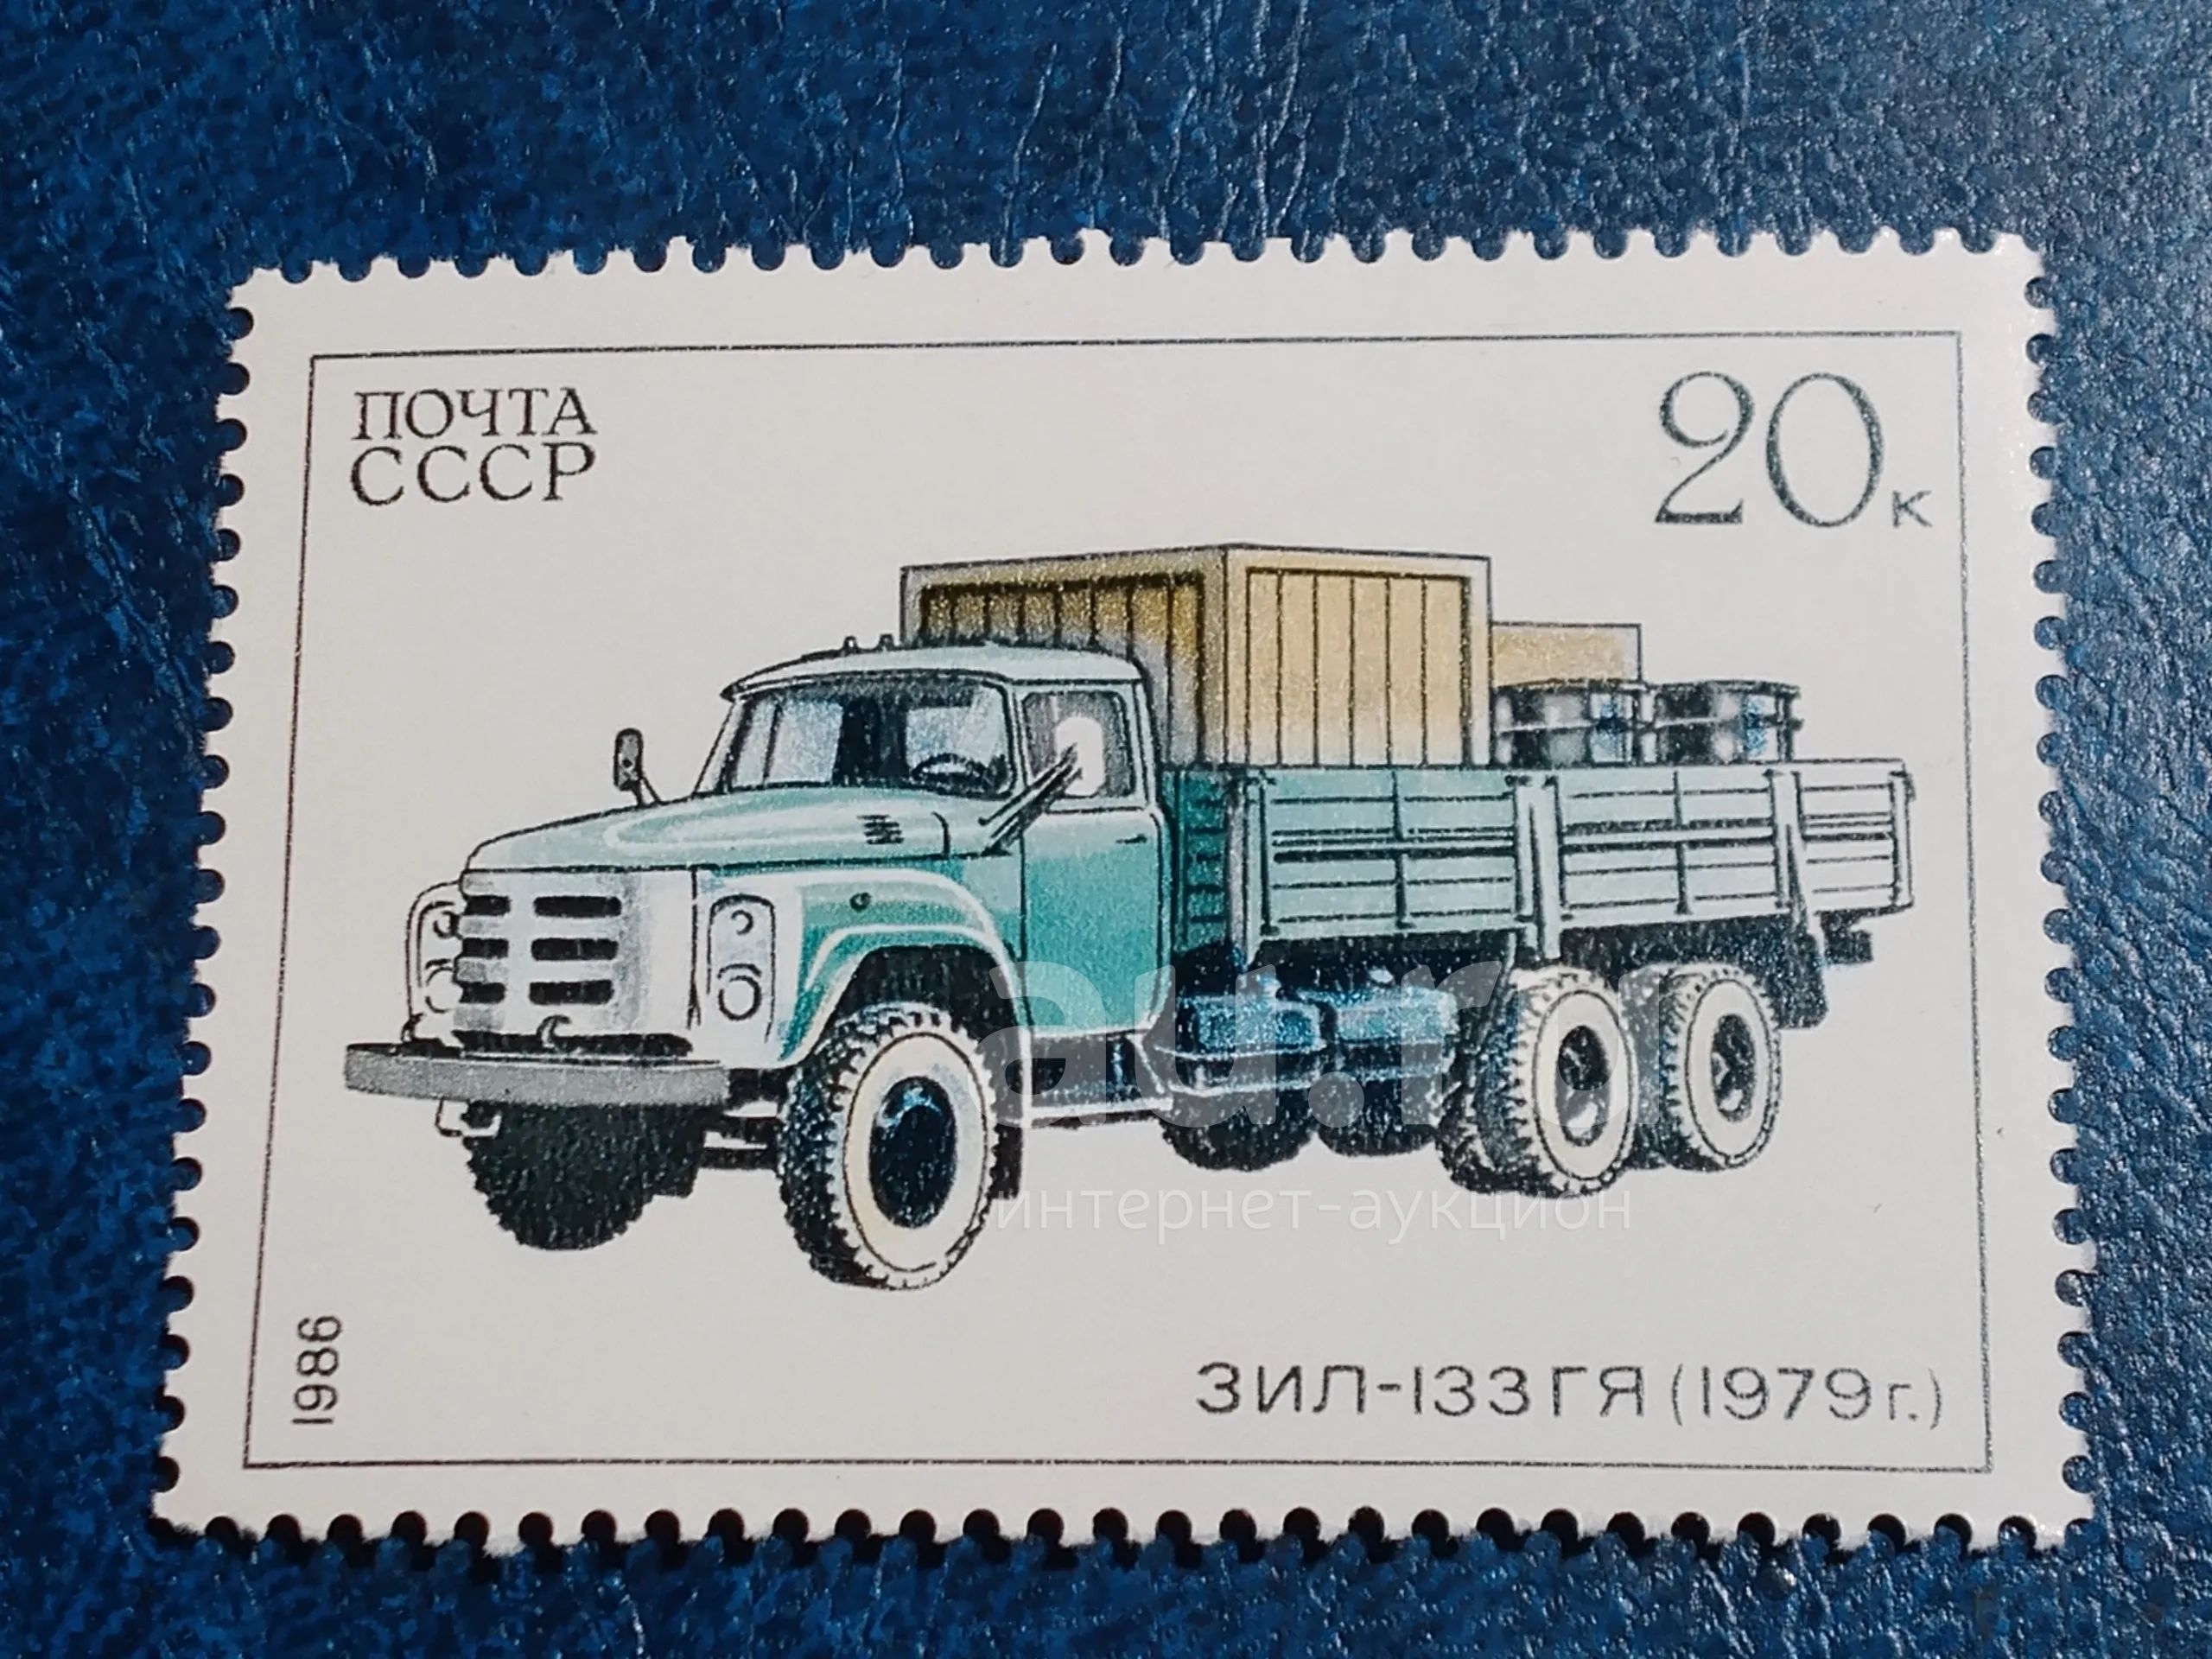 ПОЧТА
СССР
20к
au.ru
интернет-аукцион
1986
ЗИЛ-133ГЯ (1979г.)